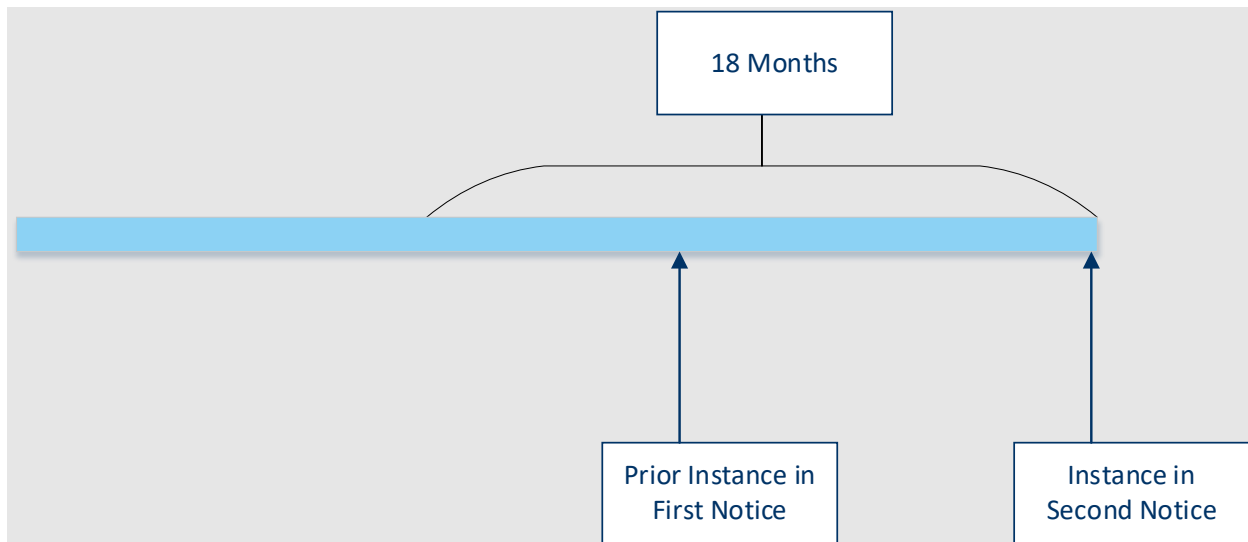 18 Months
Prior Instance in
First Notice
Instance in
Second Notice